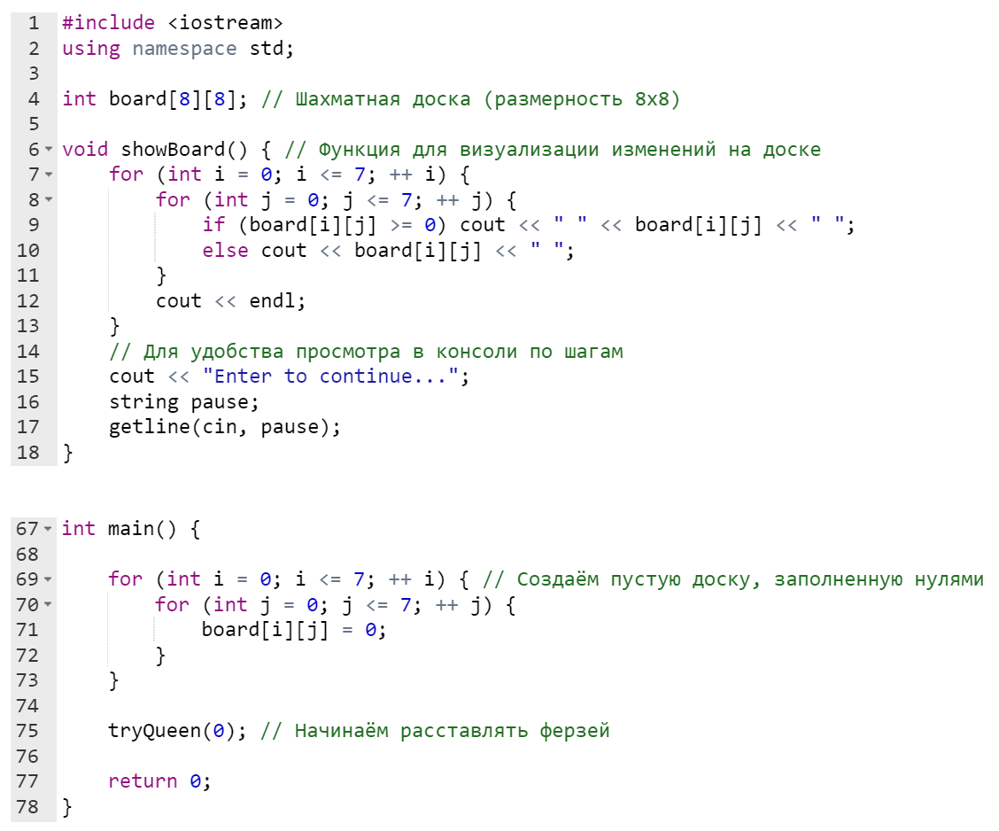 1 #include <iostream>
2 using namespace std;
3
4 int board[8][8]; // Шахматная доска (размерность 8x8)
5
6 void showBoard() { // Функция для визуализации изменений на доске
7     for (int i = 0; i <= 7; ++ i) {
8         for (int j = 0; j <= 7; ++ j) {
9             if (board[i][j] >= 0) cout << " " << board[i][j] << " ";
10             else cout << board[i][j] << " ";
11         }
12         cout << endl;
13     }
14     // Для удобства просмотра в консоли по шагам
15     cout << "Enter to continue...";
16     string pause;
17     getline(cin, pause);
18 }
67 int main() {
68
69     for (int i = 0; i <= 7; ++ i) { // Создаём пустую доску, заполненную нулями
70         for (int j = 0; j <= 7; ++ j) {
71             board[i][j] = 0;
72         }
73     }
74
75     tryQueen(0); // Начинаём расставлять ферзей
76
77     return 0;
78 }